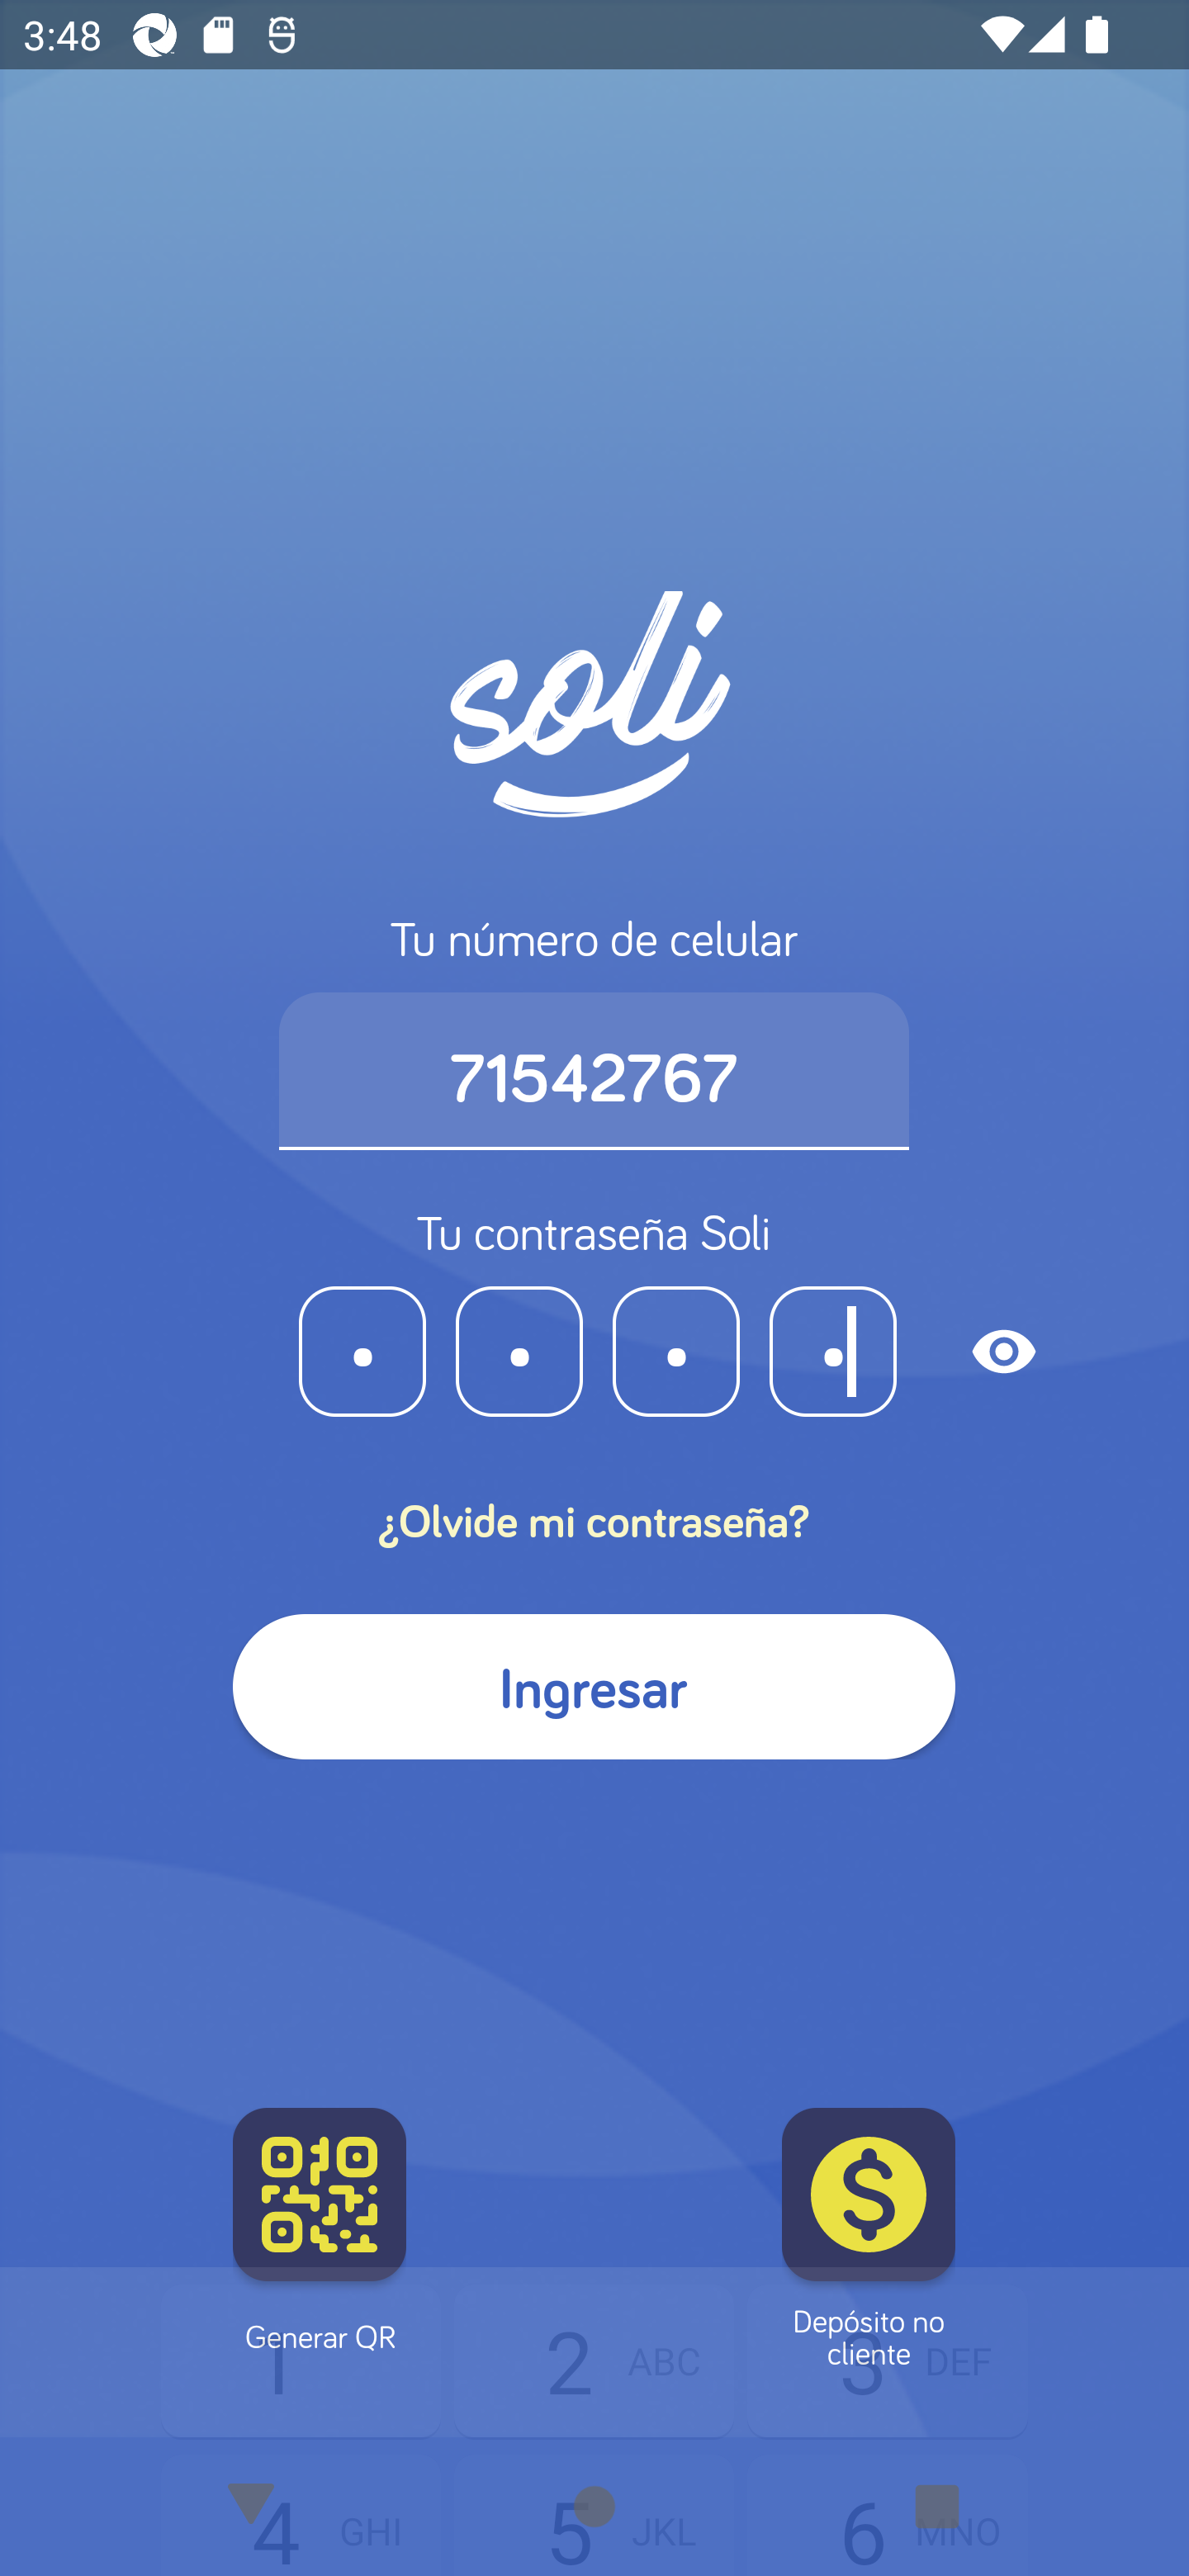 3:48
soli
Tu número de celular
71542767
Tu contraseña Soli
¿Olvide mi contraseña?
Ingresar
Generar QR
Depósito no
cliente
1
2 ABC
3 DEF
4 GHI
5 JKL
6 MNO